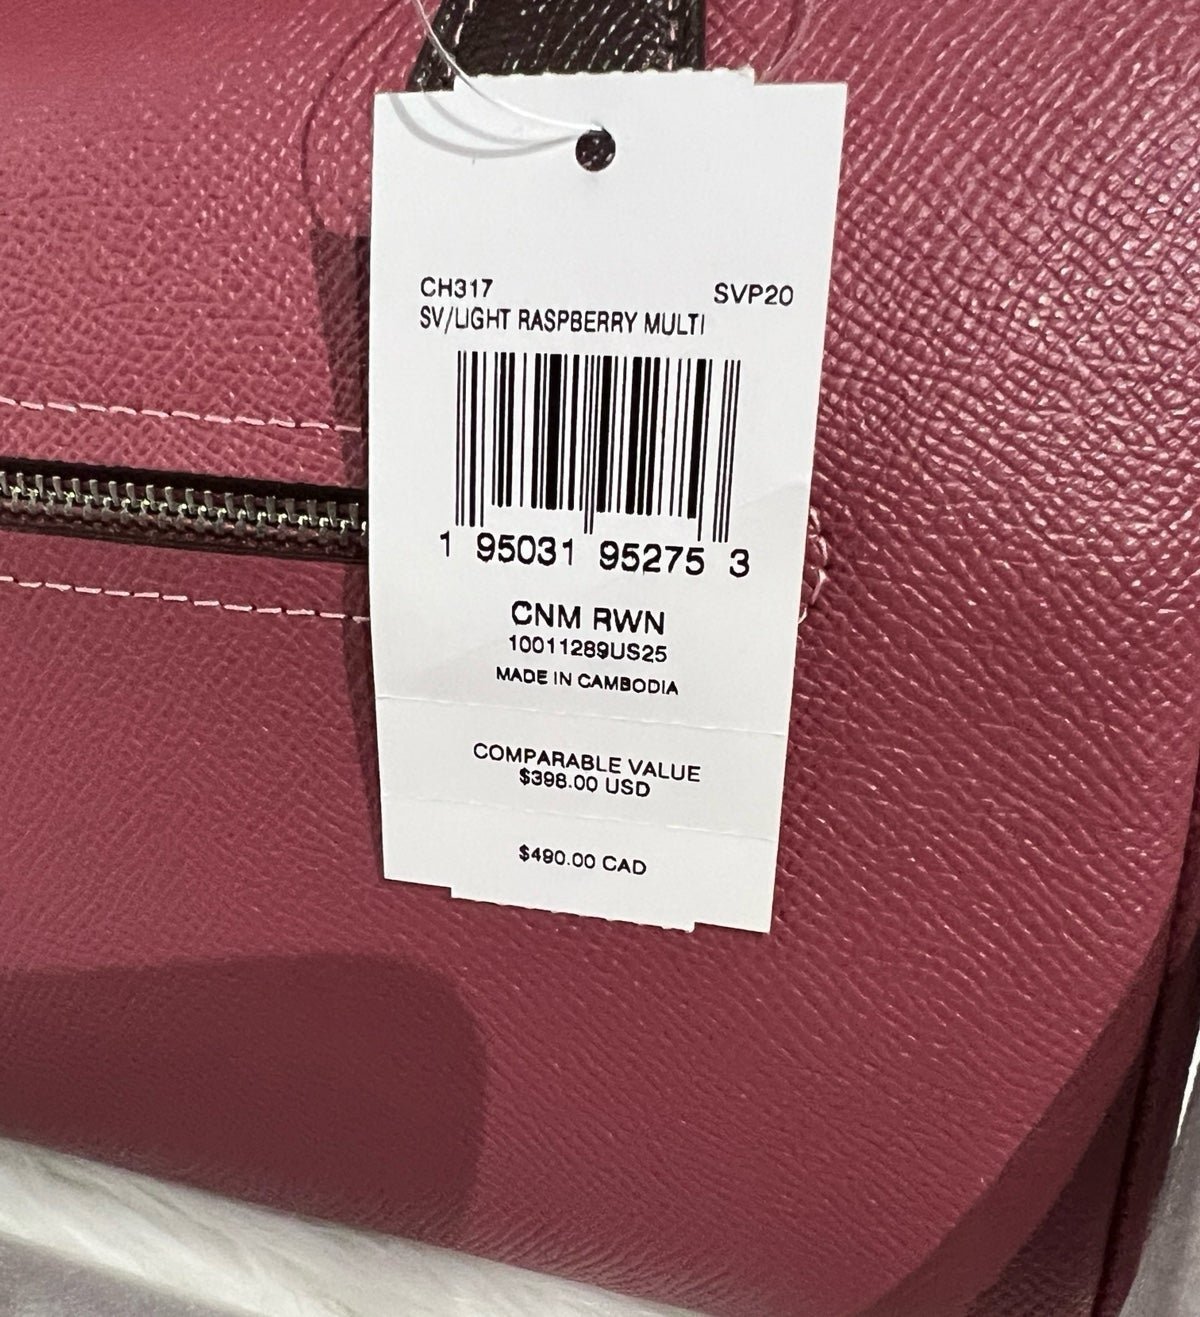 CH317 SVP20
SV/LIGHT RASPBERRY MULTI
1 95031 95275 3
CNM RWN
10011289US25
MADE IN CAMBODIA
COMPARABLE VALUE
$398.00 USD
$490.00 CAD